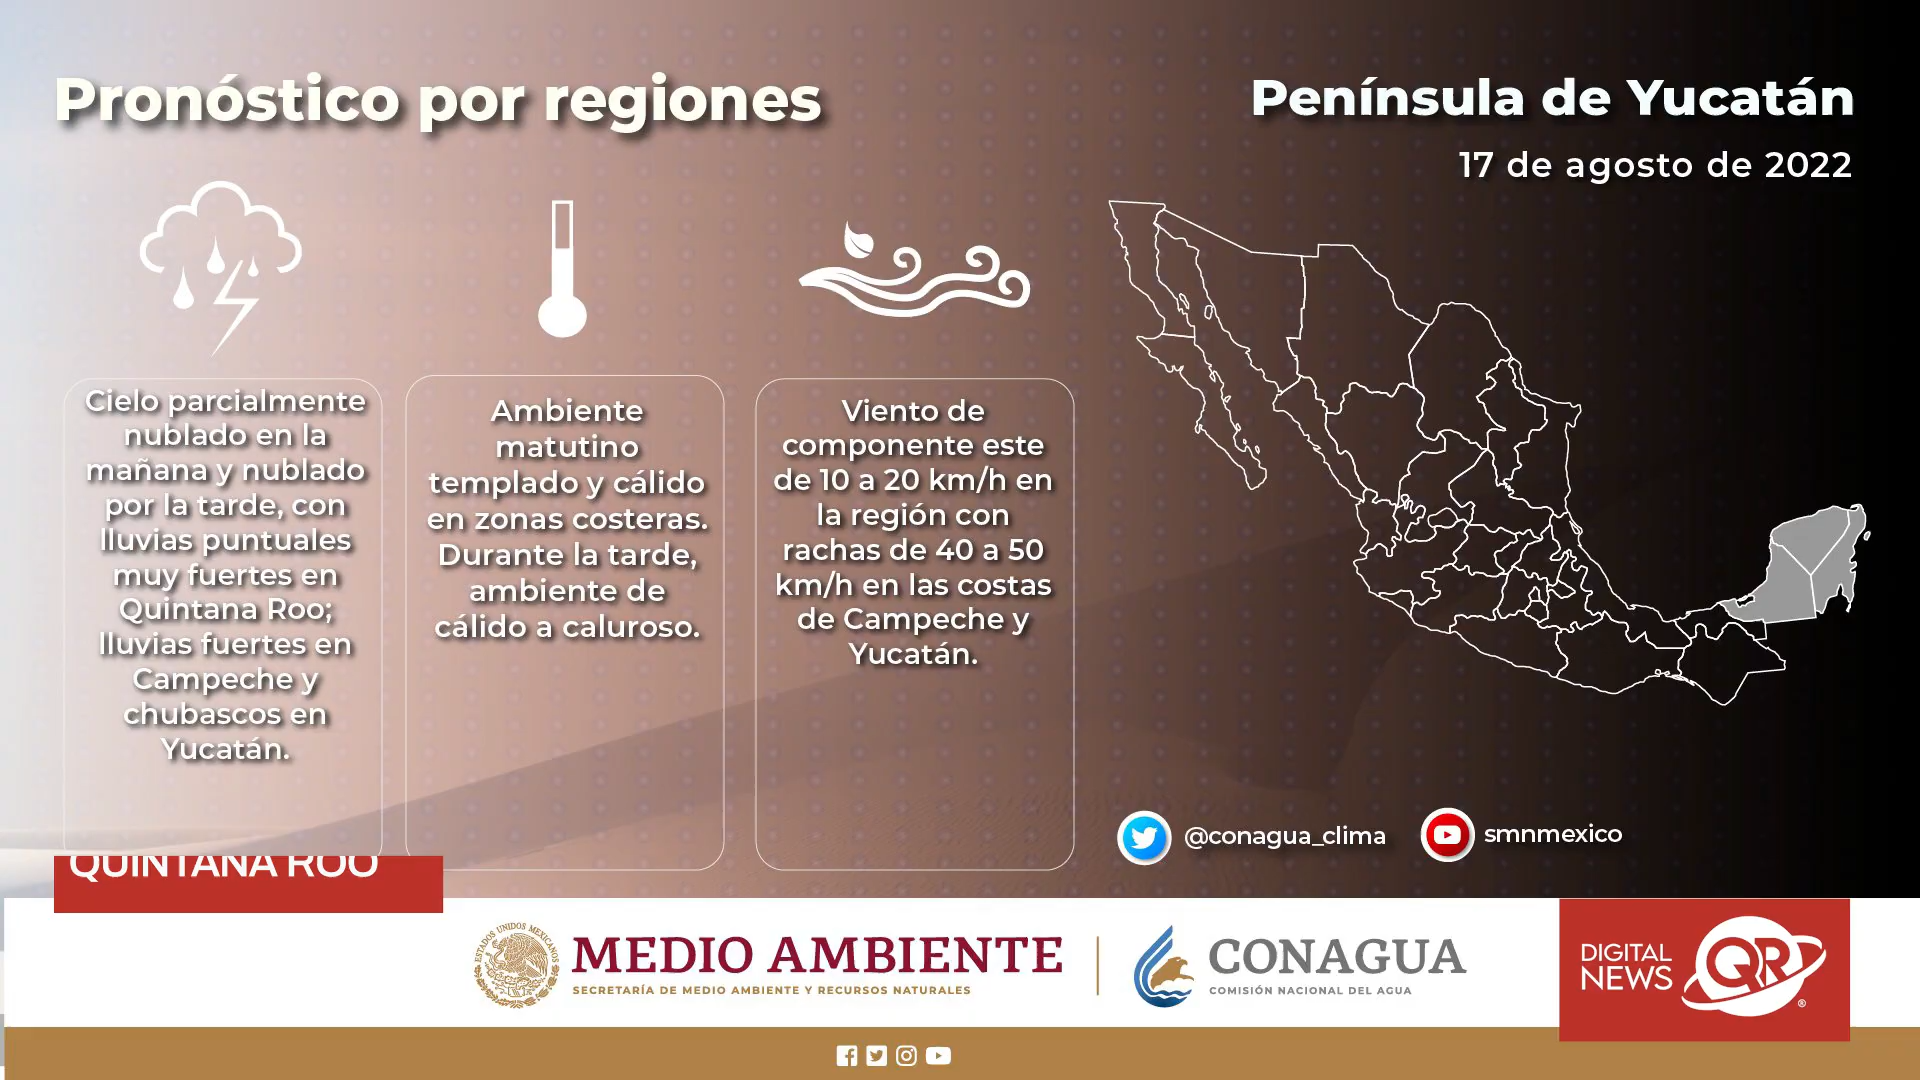 Pronóstico por regiones
Península de Yucatán
17 de agosto de 2022
Cielo parcialmente
nublado en la
mañana y nublado
por la tarde, con
lluvias puntuales
muy fuertes en
Quintana Roo;
lluvias fuertes en
Campeche y
chubascos en
Yucatán.
Ambiente
matutino
templado y cálido
en zonas costeras.
Durante la tarde,
ambiente de
cálido a caluroso.
Viento de
componente este
de 10 a 20 km/h en
la región con
rachas de 40 a 50
km/h en las costas
de Campeche y
Yucatán.
@conagua_clima
smnmexico
QUINTANA ROO
ESTADOS UNIDOS MEXICANOS
MEDIO AMBIENTE
SECRETARÍA DE MEDIO AMBIENTE Y RECURSOS NATURALES
CONAGUA
COMISIÓN NACIONAL DEL AGUA
DIGITAL
NEWS
QR
®